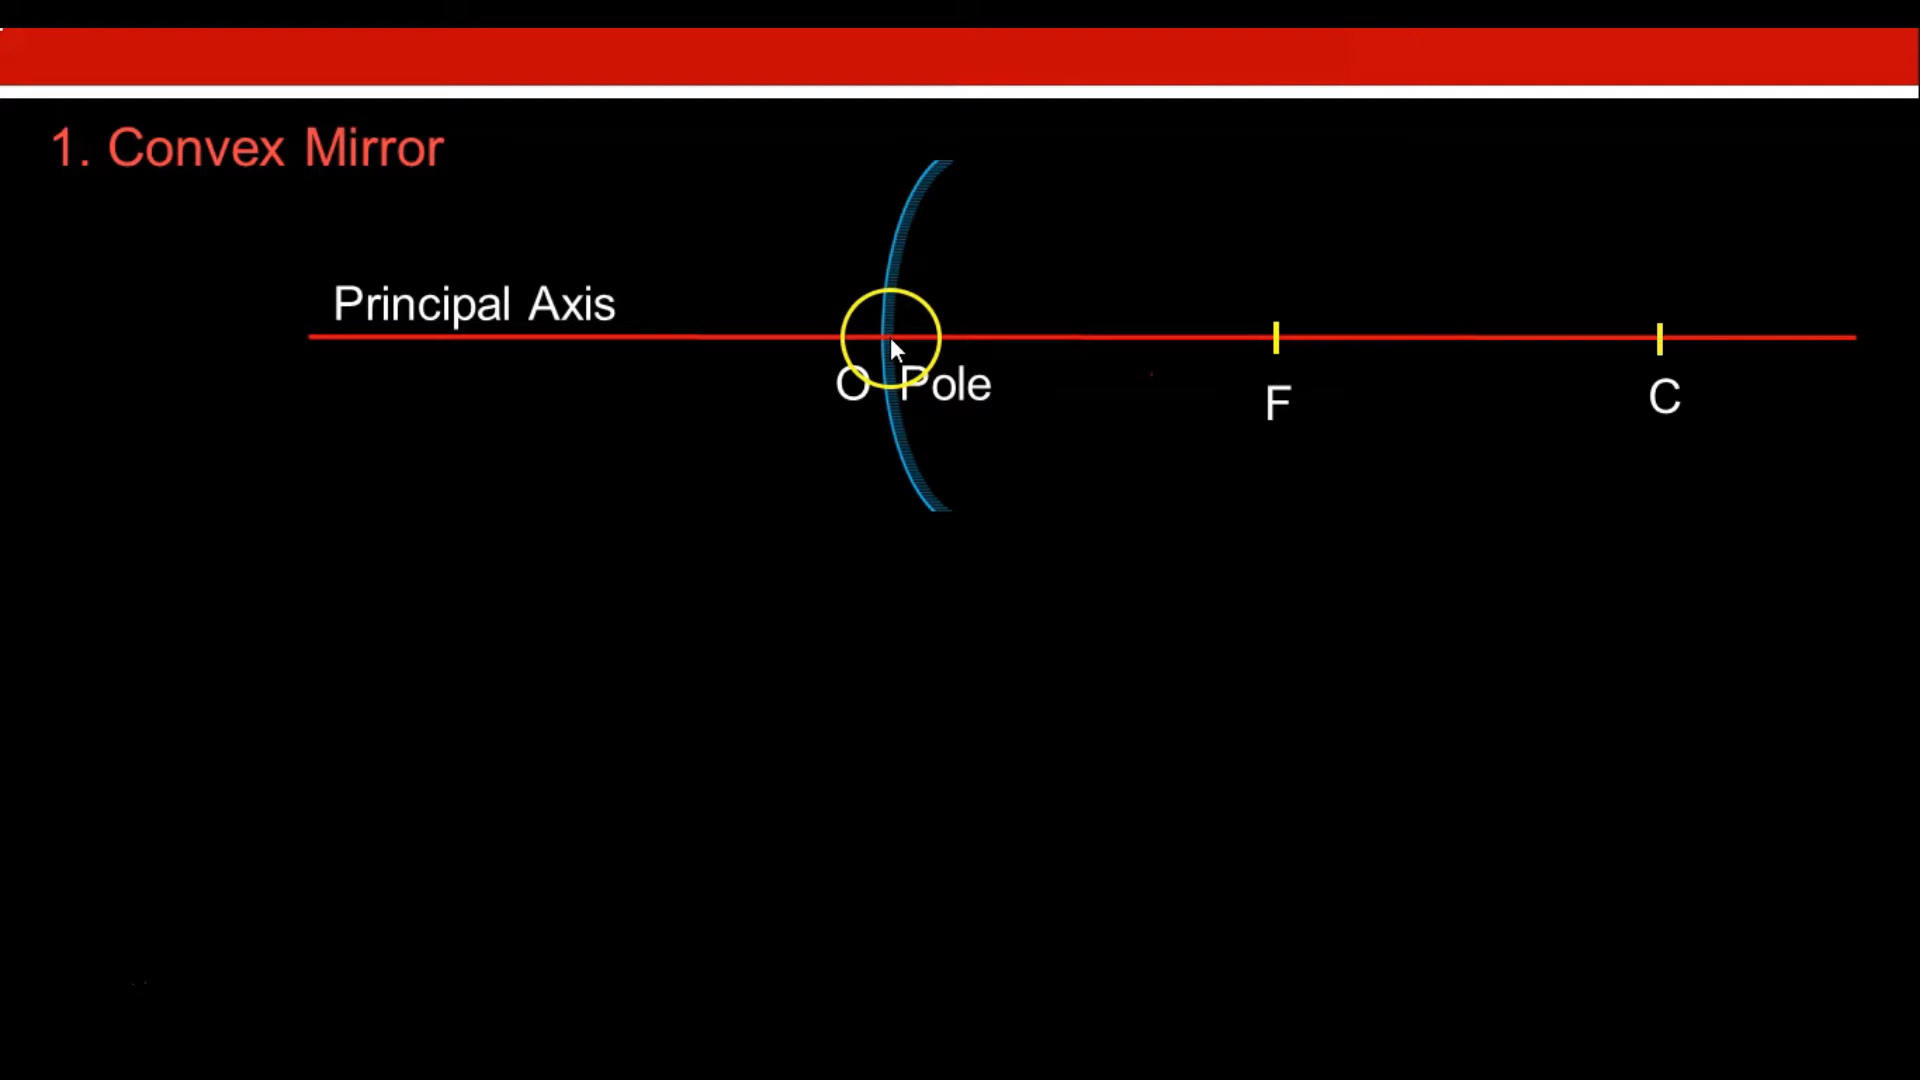 1. Convex Mirror
Principal Axis
O Pole
F
C